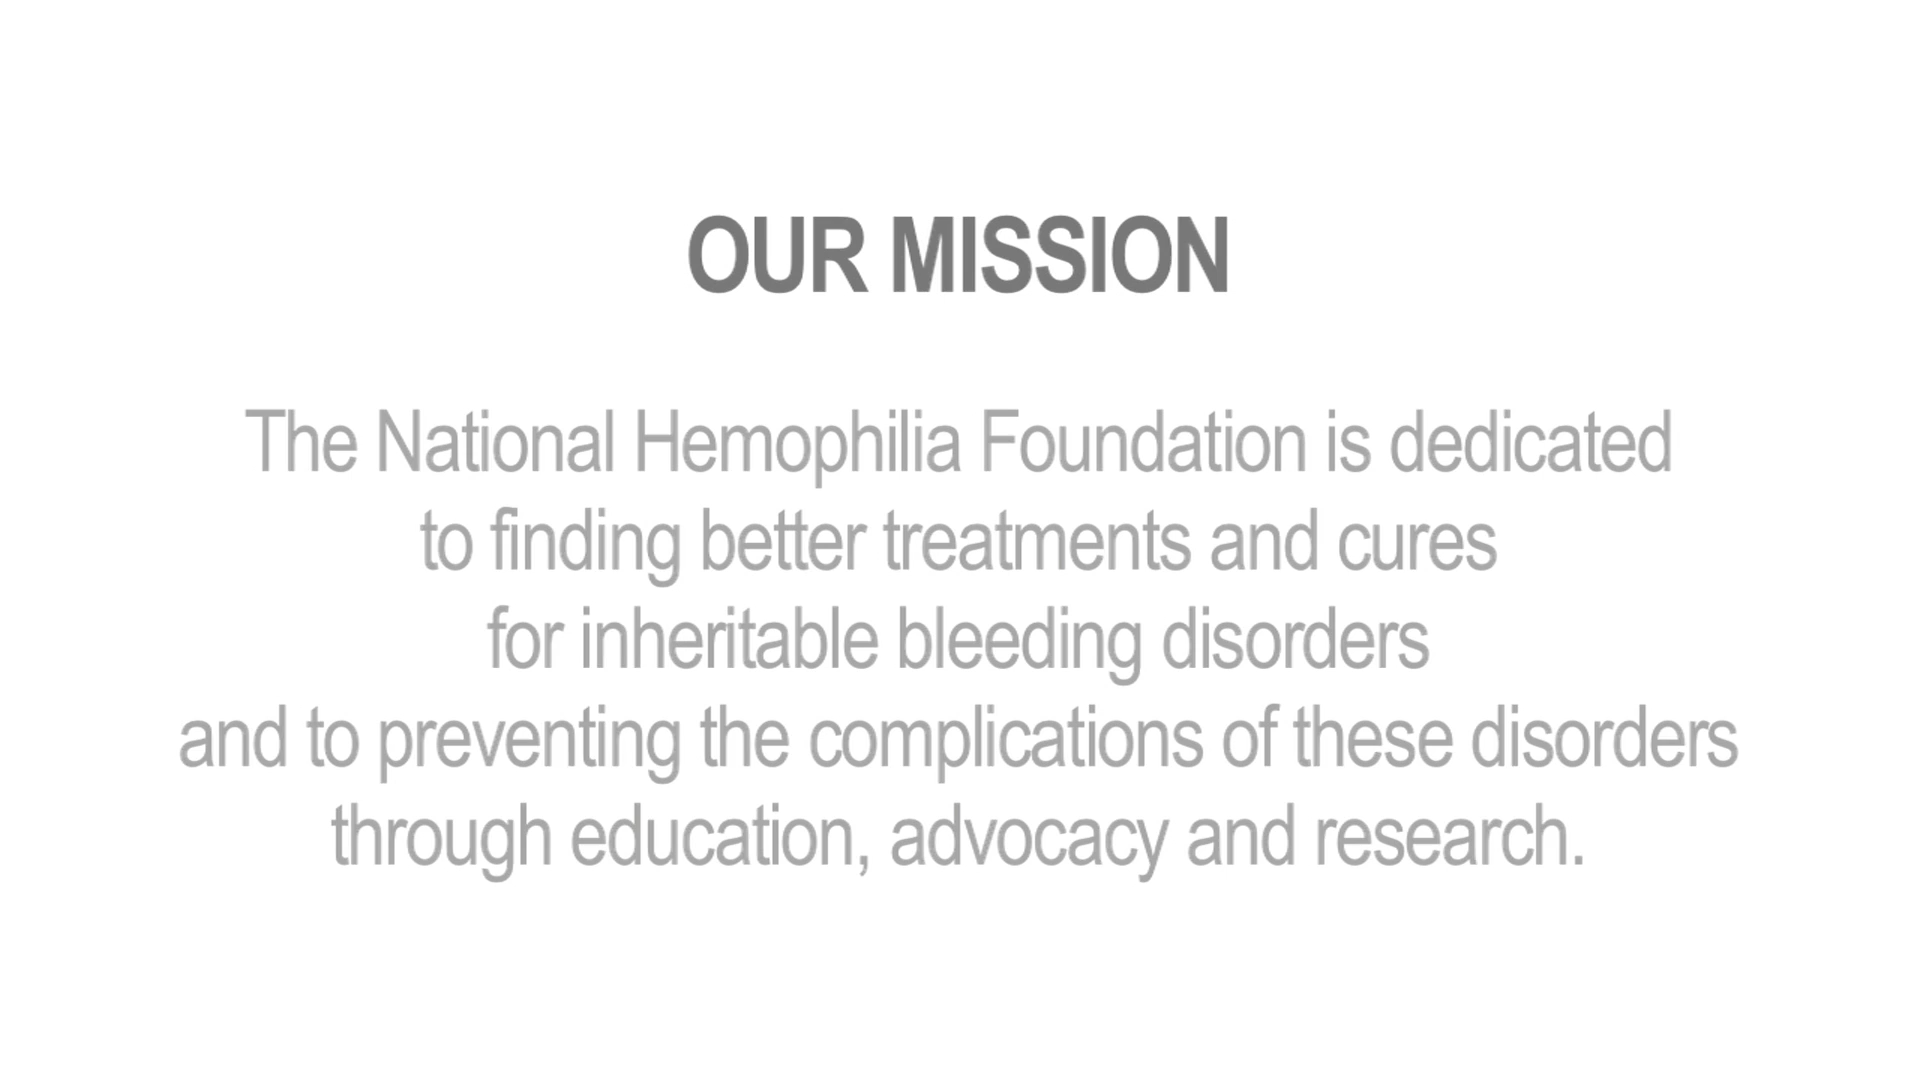 OUR MISSION
The National Hemophilia Foundation is dedicated
to finding better treatments and cures
for inheritable bleeding disorders
and to preventing the complications of these disorders
through education, advocacy and research.